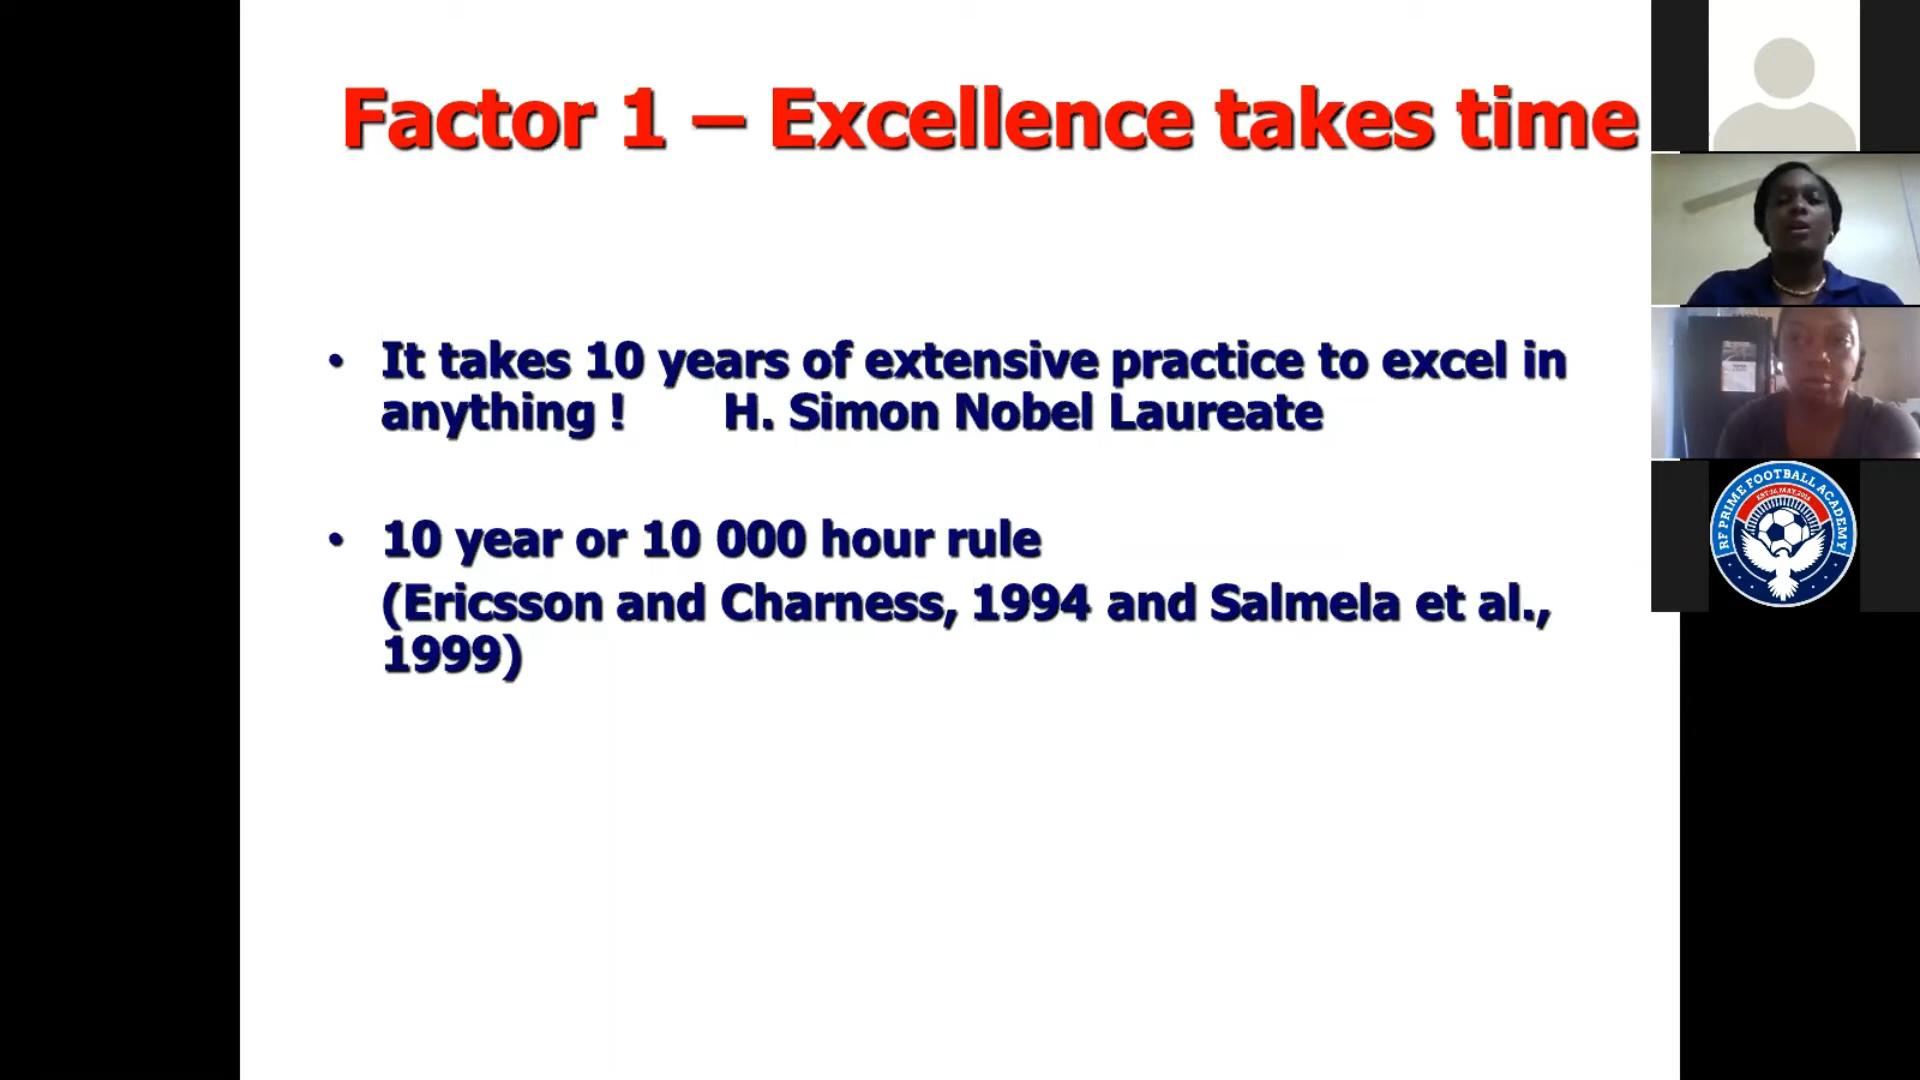 Factor 1 – Excellence takes time
• It takes 10 years of extensive practice to excel in
anything ! H. Simon Nobel Laureate
• 10 year or 10 000 hour rule
(Ericsson and Charness, 1994 and Salmela et al.,
1999)
RF PRIME FOOTBALL ACADEMY